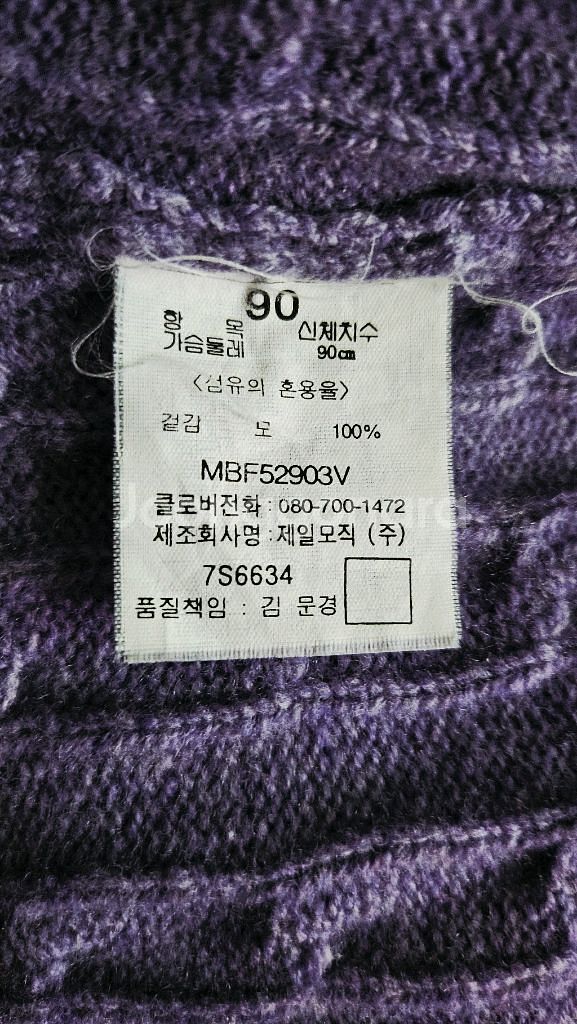 90
항 목 신체치수
가슴둘레 90cm
<섬유의 혼용율>
겉감 모 100%
MBF52903V
클로버전화 : 080-700-1472
제조회사명 : 제일모직 (주)
7S6634
품질책임 : 김 문경